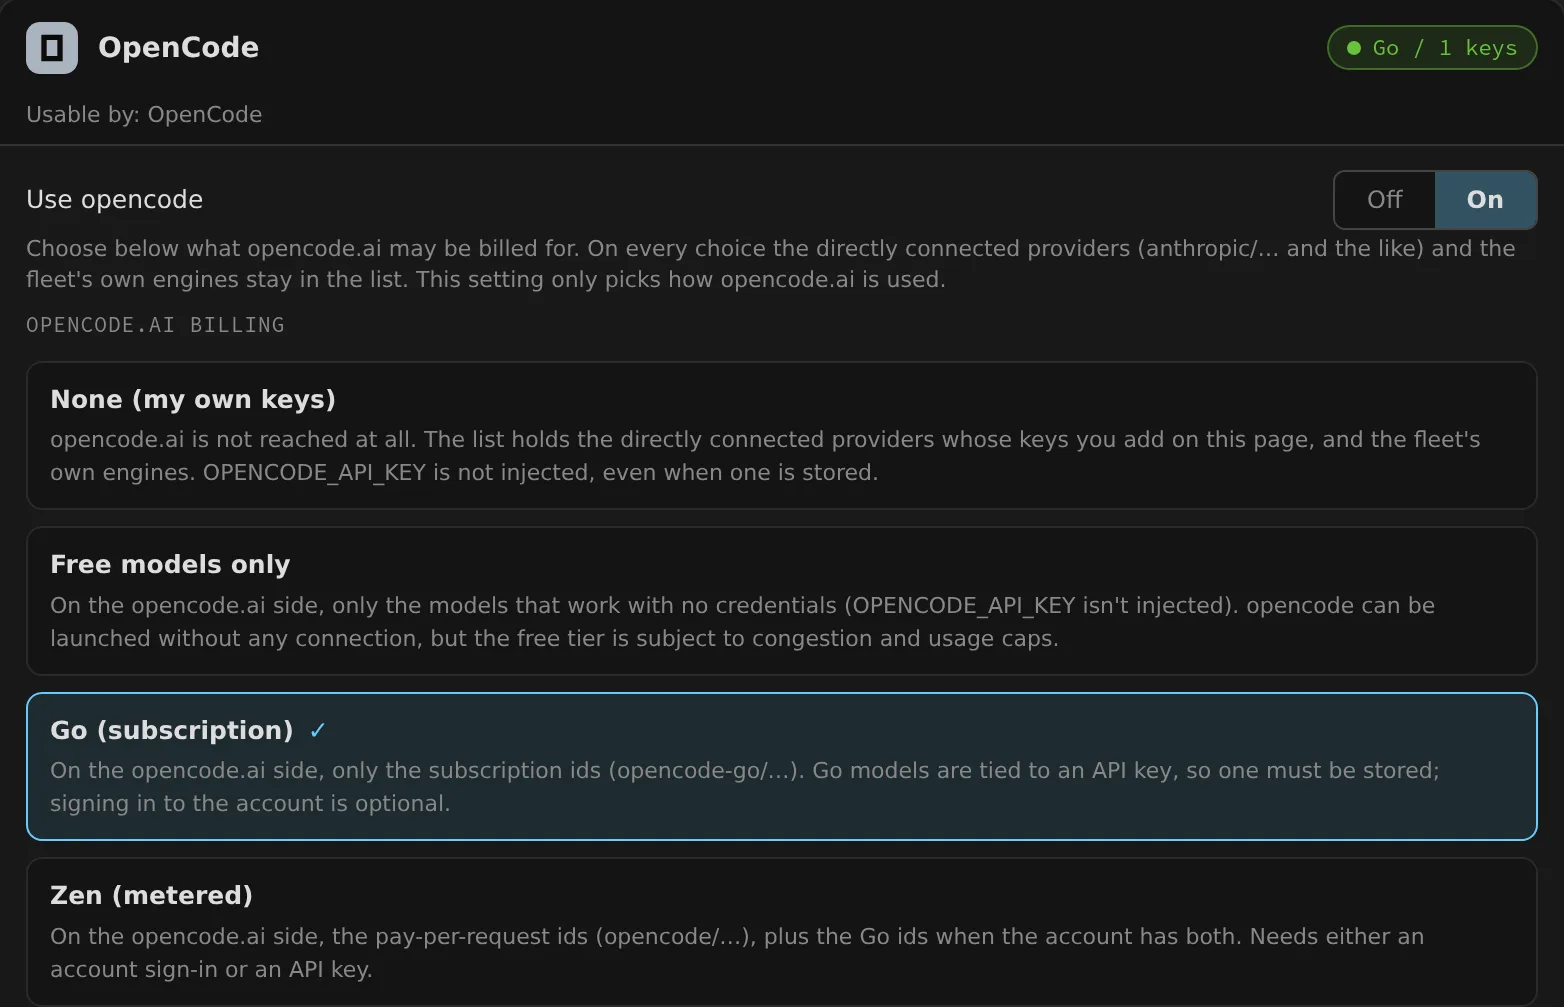 OpenCode
Go / 1 keys
Usable by: OpenCode
Use opencode
Off
On
Choose below what opencode.ai may be billed for. On every choice the directly connected providers (anthropic/… and the like) and the
fleet's own engines stay in the list. This setting only picks how opencode.ai is used.
OPENCODE.AI BILLING
None (my own keys)
opencode.ai is not reached at all. The list holds the directly connected providers whose keys you add on this page, and the fleet's
own engines. OPENCODE_API_KEY is not injected, even when one is stored.
Free models only
On the opencode.ai side, only the models that work with no credentials (OPENCODE_API_KEY isn't injected). opencode can be
launched without any connection, but the free tier is subject to congestion and usage caps.
Go (subscription) ✓
On the opencode.ai side, only the subscription ids (opencode-go/…). Go models are tied to an API key, so one must be stored;
signing in to the account is optional.
Zen (metered)
On the opencode.ai side, the pay-per-request ids (opencode/…), plus the Go ids when the account has both. Needs either an
account sign-in or an API key.